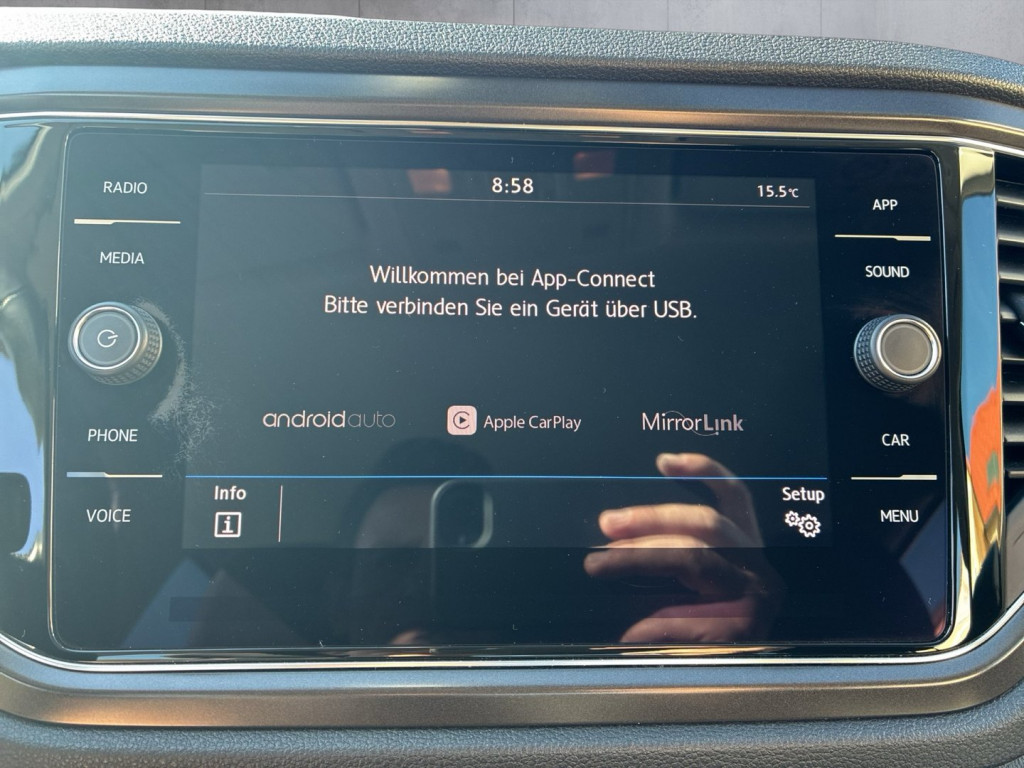 RADIO
MEDIA
PHONE
VOICE
8:58
15.5°C
Willkommen bei App-Connect
Bitte verbinden Sie ein Gerät über USB.
androidauto
Apple CarPlay
MirrorLink
Info
i
Setup
APP
SOUND
CAR
MENU